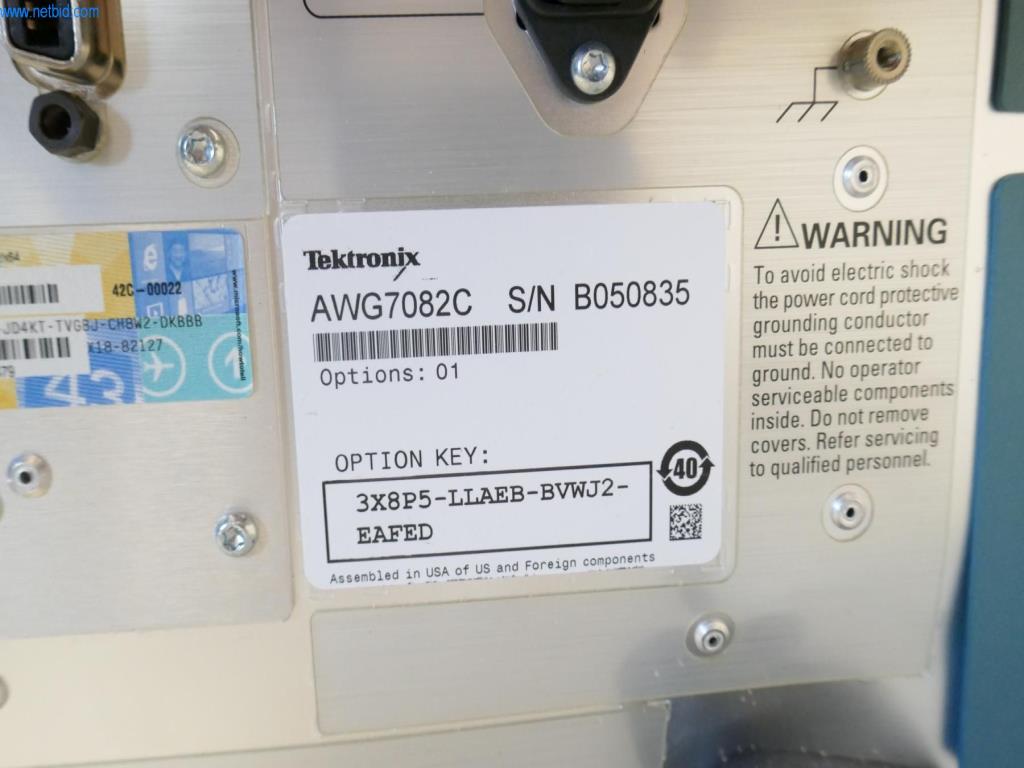 www.netbid.com
42C-00022
JD4KT-TVGBJ-CH8W2-DKBBB
X18-82127
Tektronix
AWG7082C S/N B050835
Options: 01
OPTION KEY:
3X8P5-LLAEB-BVWJ2-
EAFED
40
Assembled in USA of US and Foreign components
WARNING
To avoid electric shock
the power cord protective
grounding conductor
must be connected to
ground. No operator
serviceable components
inside. Do not remove
covers. Refer servicing
to qualified personnel.